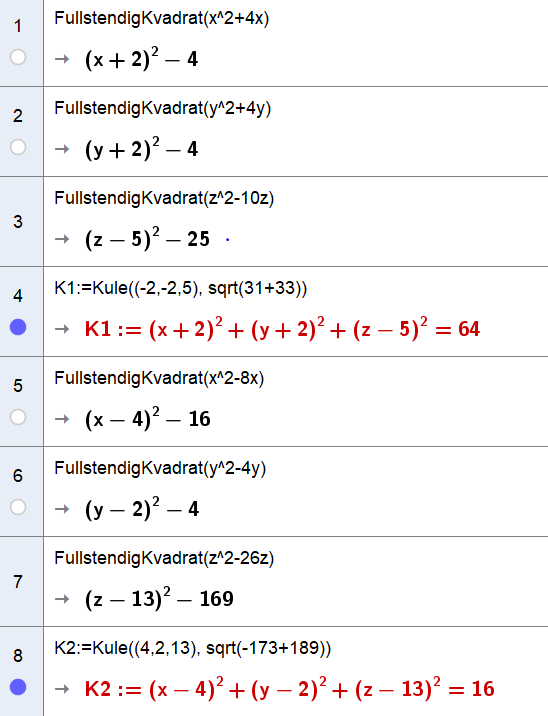 1
FullstendigKvadrat(x^2+4x)
→ (x + 2)² − 4
2
FullstendigKvadrat(y^2+4y)
→ (y + 2)² − 4
3
FullstendigKvadrat(z^2-10z)
→ (z − 5)² − 25
4
K1:=Kule((-2,-2,5), sqrt(31+33))
→ K1 := (x + 2)² + (y + 2)² + (z − 5)² = 64
5
FullstendigKvadrat(x^2-8x)
→ (x − 4)² − 16
6
FullstendigKvadrat(y^2-4y)
→ (y − 2)² − 4
7
FullstendigKvadrat(z^2-26z)
→ (z − 13)² − 169
8
K2:=Kule((4,2,13), sqrt(-173+189))
→ K2 := (x − 4)² + (y − 2)² + (z − 13)² = 16